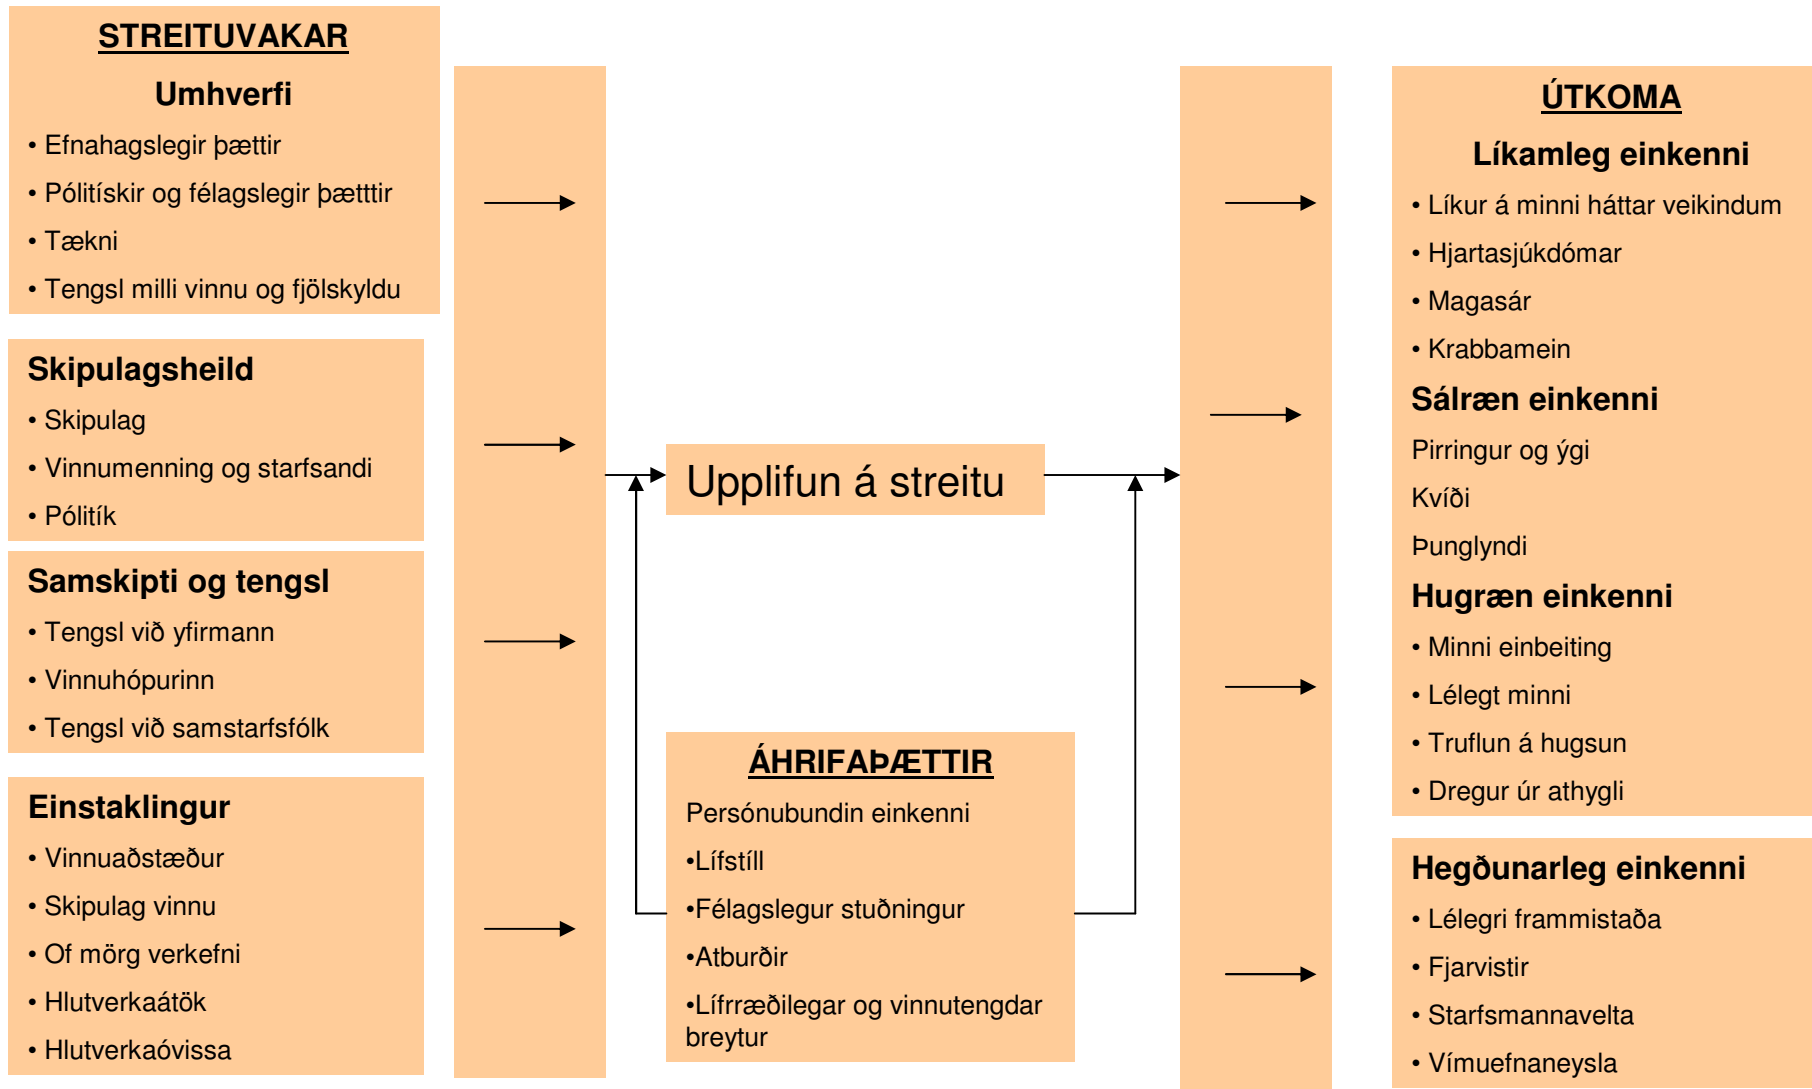 STREITUVAKAR
Umhverfi
• Efnahagslegir þættir
• Pólitískir og félagslegir þætttir
• Tækni
• Tengsl milli vinnu og fjölskyldu
Skipulagsheild
• Skipulag
• Vinnumenning og starfsandi
• Pólitík
Samskipti og tengsl
• Tengsl við yfirmann
• Vinnuhópurinn
• Tengsl við samstarfsfólk
Einstaklingur
• Vinnuaðstæður
• Skipulag vinnu
• Of mörg verkefni
• Hlutverkaátök
• Hlutverkaóvissa
Upplifun á streitu
ÁHRIFAÞÆTTIR
Persónubundin einkenni
•Lífstíll
•Félagslegur stuðningur
•Atburðir
•Lífrræðilegar og vinnutengdar
breytur
ÚTKOMA
Líkamleg einkenni
• Líkur á minni háttar veikindum
• Hjartasjúkdómar
• Magasár
• Krabbamein
Sálræn einkenni
Pirringur og ýgi
Kvíði
Þunglyndi
Hugræn einkenni
• Minni einbeiting
• Lélegt minni
• Truflun á hugsun
• Dregur úr athygli
Hegðunarleg einkenni
• Lélegri frammistaða
• Fjarvistir
• Starfsmannavelta
• Vímuefnaneysla